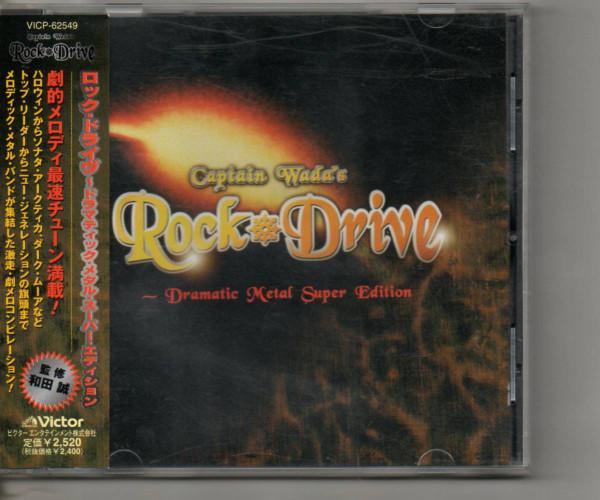 VICP-62549
Captain Wada's
Rock Drive
ロック・ドライヴ～ドラマティック・メタル・スーパー・エディション
劇的メロディ最速チューン満載!
ハロウィンからソナタ・アークティカ、ダーク・ムーアなど
トップ・リーダーからニュー・ジェネレーションの旗頭まで
メロディック・メタル・バンドが集結した激走・劇メロコンピレーション!
監修
和田 誠
Victor
ビクターエンタテインメント株式会社
定価¥2,520
(税抜価格¥2,400)
Captain Wada's
Rock Drive
~ Dramatic Metal Super Edition